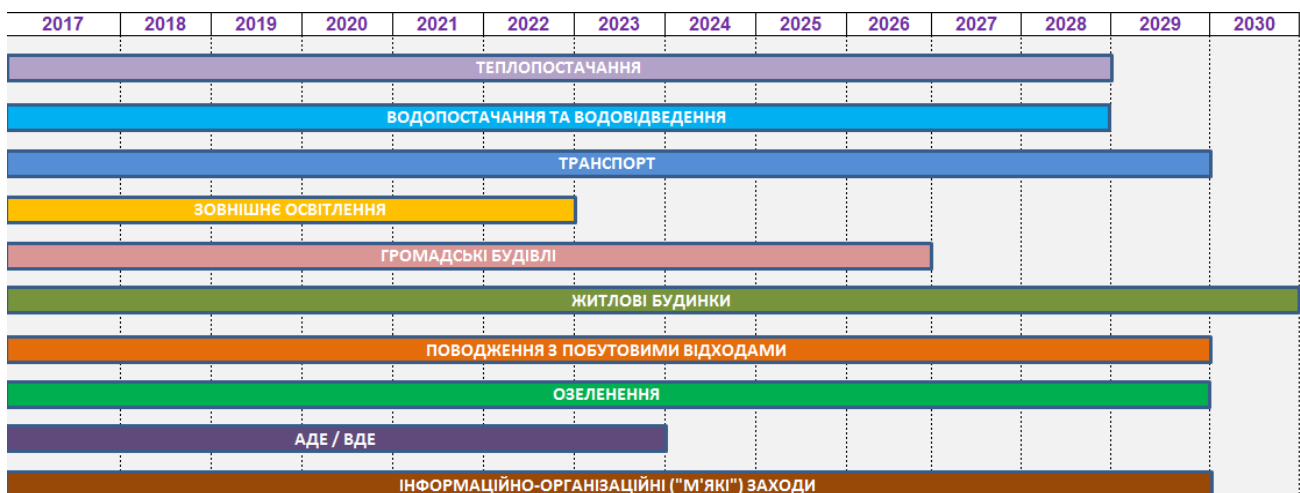 2017 2018 2019 2020 2021 2022 2023 2024 2025 2026 2027 2028 2029 2030
ТЕПЛОПОСТАЧАННЯ
ВОДОПОСТАЧАННЯ ТА ВОДОВІДВЕДЕННЯ
ТРАНСПОРТ
ЗОВНІШНЄ ОСВІТЛЕННЯ
ГРОМАДСЬКІ БУДІВЛІ
ЖИТЛОВІ БУДИНКИ
ПОВОДЖЕННЯ З ПОБУТОВИМИ ВІДХОДАМИ
ОЗЕЛЕНЕННЯ
АДЕ / ВДЕ
ІНФОРМАЦІЙНО-ОРГАНІЗАЦІЙНІ ("М'ЯКІ") ЗАХОДИ